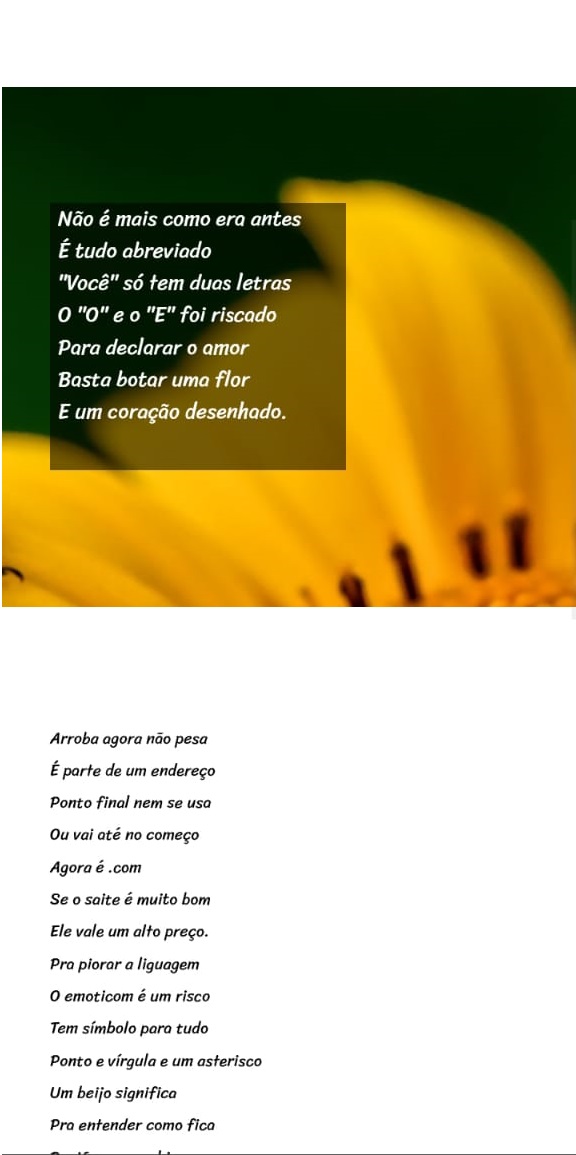 Não é mais como era antes
É tudo abreviado
"Você" só tem duas letras
O "O" e o "E" foi riscado
Para declarar o amor
Basta botar uma flor
E um coração desenhado.
Arroba agora não pesa
É parte de um endereço
Ponto final nem se usa
Ou vai até no começo
Agora é .com
Se o saite é muito bom
Ele vale um alto preço.
Pra piorar a liguagem
O emoticom é um risco
Tem símbolo para tudo
Ponto e vírgula e um asterisco
Um beijo significa
Pra entender como fica